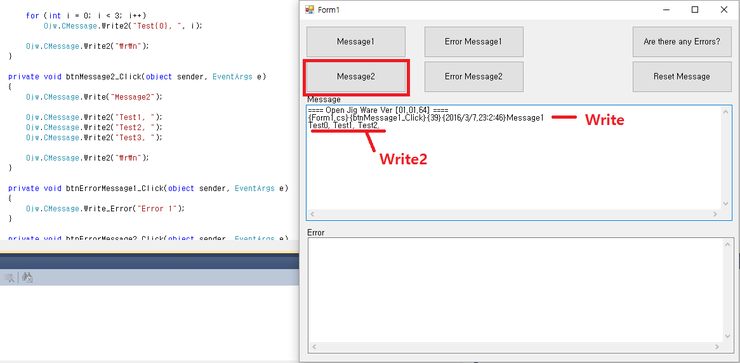 for (int i = 0; i < 3; i++)
Ojw.CMessage.Write2("Test{0}, ", i);
Ojw.CMessage.Write2("₩r₩n");
}
private void btnMessage2_Click(object sender, EventArgs e)
{
Ojw.CMessage.Write("Message2");
Ojw.CMessage.Write2("Test1, ");
Ojw.CMessage.Write2("Test2, ");
Ojw.CMessage.Write2("Test3, ");
Ojw.CMessage.Write2("₩r₩n");
}
private void btnErrorMessage1_Click(object sender, EventArgs e)
{
Ojw.CMessage.Write_Error("Error 1");
}
private void btnErrorMessage2_Click(object sender, EventArgs e)
Form1
Message1
Error Message1
Are there any Errors?
Message2
Error Message2
Reset Message
Message
==== Open Jig Ware Ver [01.01.64] ====
{Form1.cs}{btnMessage1_Click}{39}{2016/3/7,23:2:46}Message1
Test0, Test1, Test2,
Write
Write2
Error